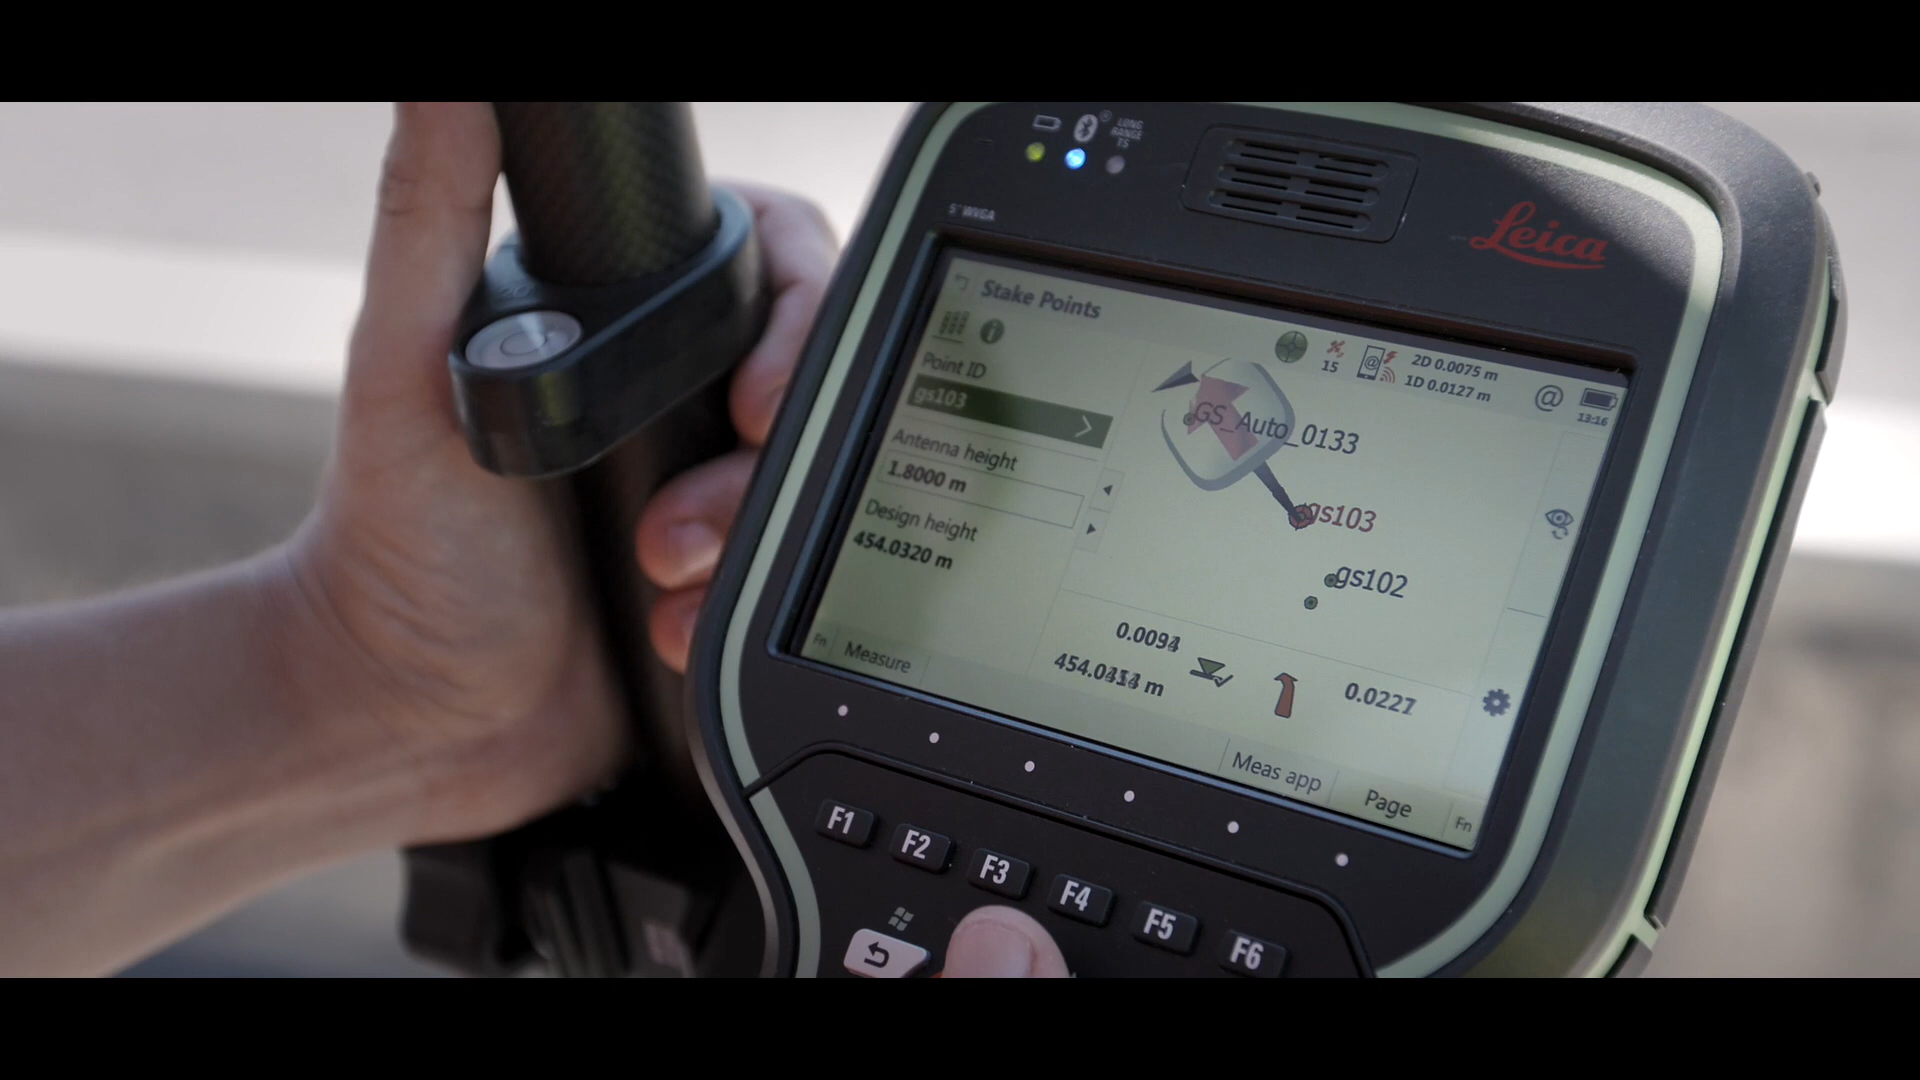 LONG
RANGE
TS
5" WVGA
Leica
Stake Points
15
2D 0.0075 m
1D 0.0127 m
@
@
13:16
Point ID
gs103
Antenna height
1.8000 m
Design height
454.0320 m
GS_Auto_0133
gs103
gs102
0.0227
Fn
Measure
Meas app
Page
Fn
F1
F2
F3
F4
F5
F6